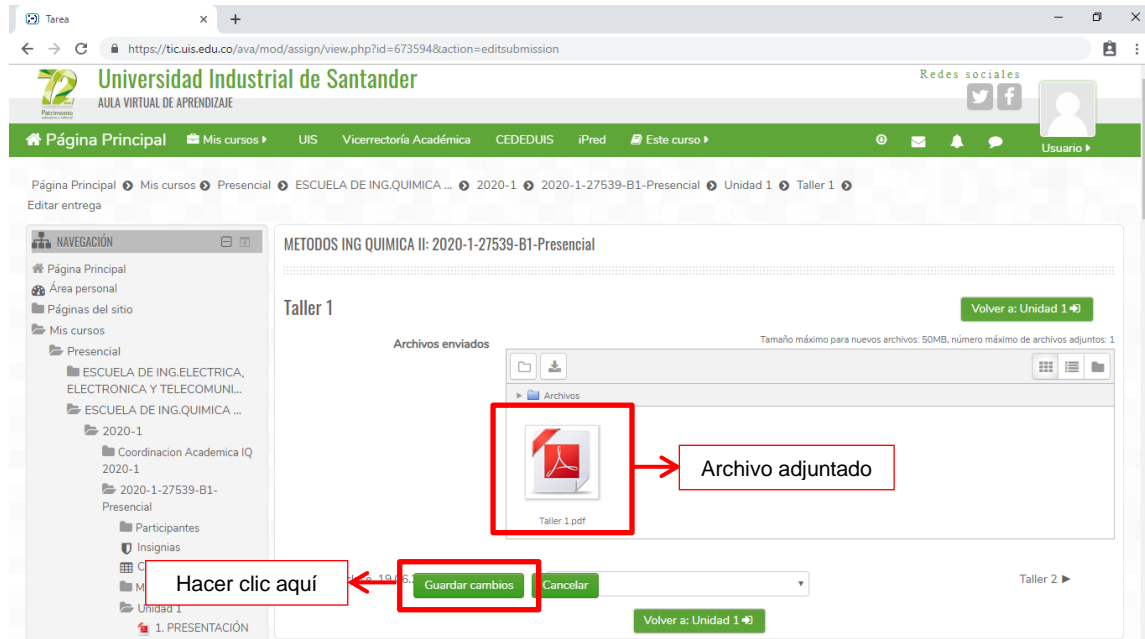 Tarea
https://tic.uis.edu.co/ava/mod/assign/view.php?id=673594&action=editsubmission
72
Patrimonio
Universidad Industrial de Santander
AULA VIRTUAL DE APRENDIZAJE
Redes sociales
Página Principal Mis cursos UIS Vicerrectoría Académica CEDEDUIS iPred Este curso Usuario
Página Principal Mis cursos Presencial ESCUELA DE ING.QUIMICA ... 2020-1 2020-1-27539-B1-Presencial Unidad 1 Taller 1
Editar entrega
NAVEGACIÓN
Página Principal
Área personal
Páginas del sitio
Mis cursos
Presencial
ESCUELA DE ING.ELECTRICA,
ELECTRONICA Y TELECOMUNI...
ESCUELA DE ING.QUIMICA ...
2020-1
Coordinacion Academica IQ
2020-1
2020-1-27539-B1-
Presencial
Participantes
Insignias
C
M
Unidad 1
1. PRESENTACIÓN
METODOS ING QUIMICA II: 2020-1-27539-B1-Presencial
Taller 1
Volver a: Unidad 1
Tamaño máximo para nuevos archivos: 50MB, número máximo de archivos adjuntos: 1
Archivos enviados
Archivos
Taller 1.pdf
Archivo adjuntado
Hacer clic aquí
Guardar cambios Cancelar
Taller 2 ►
Volver a: Unidad 1